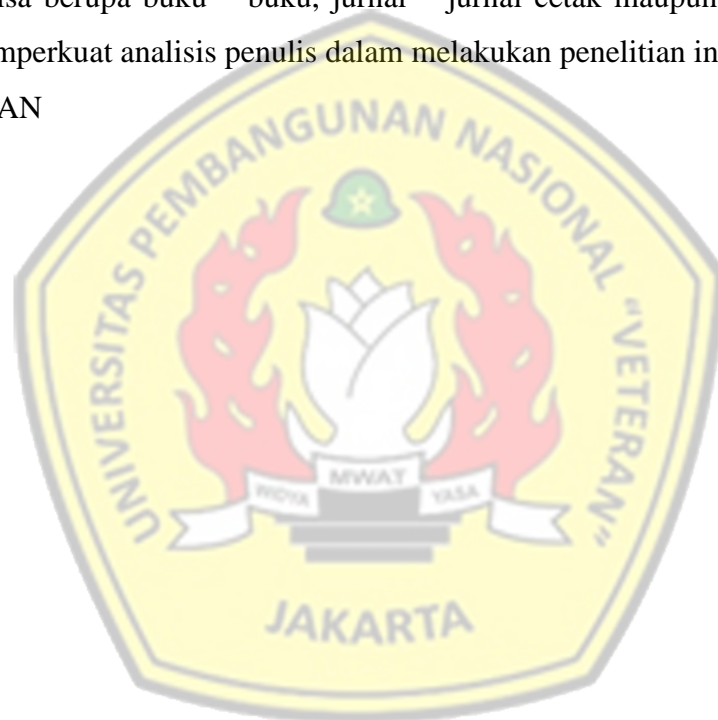 sa berupa buku – buku, jurnal – jurnal cetak maupun
mperkuat analisis penulis dalam melakukan penelitian in
AN
UNIVERSITAS PEMBANGUNAN NASIONAL "VETERAN"
WIDYA MWAT YASA
JAKARTA